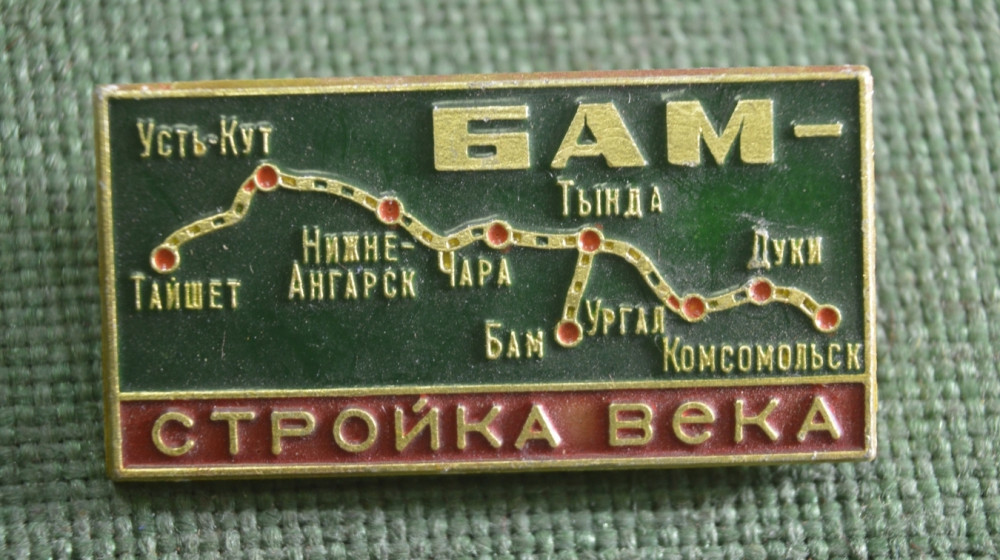 БАМ-
Усть-Кут
Тында
Дуки
Нижне-
Ангарск
Чара
Тайшет
Ургал
Бам
Комсомольск
СТРОЙКА ВеКА